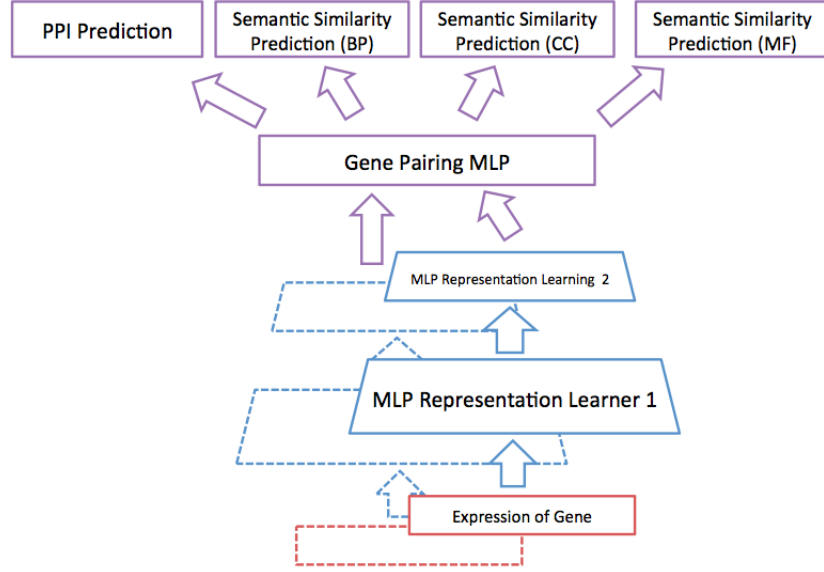 PPI Prediction
Semantic Similarity
Prediction (BP)
Semantic Similarity
Prediction (CC)
Semantic Similarity
Prediction (MF)
Gene Pairing MLP
MLP Representation Learning 2
MLP Representation Learner 1
Expression of Gene